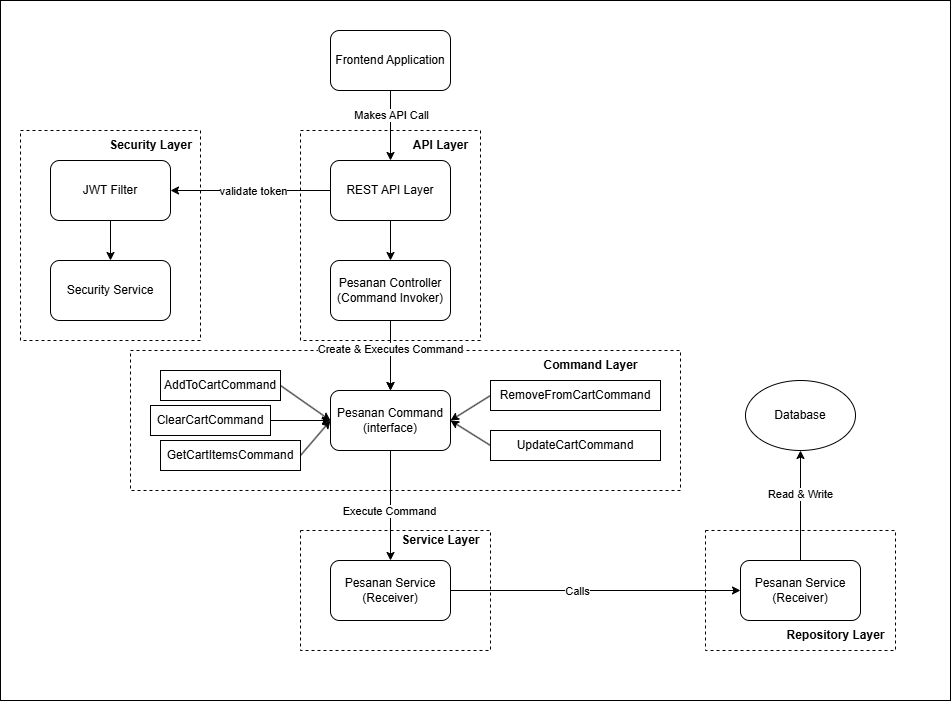 Frontend Application
Makes API Call
Security Layer
API Layer
JWT Filter
validate token
REST API Layer
Security Service
Pesanan Controller
(Command Invoker)
Create & Executes Command
Command Layer
AddToCartCommand
ClearCartCommand
GetCartItemsCommand
Pesanan Command
(interface)
RemoveFromCartCommand
UpdateCartCommand
Database
Read & Write
Execute Command
Service Layer
Pesanan Service
(Receiver)
Calls
Pesanan Service
(Receiver)
Repository Layer